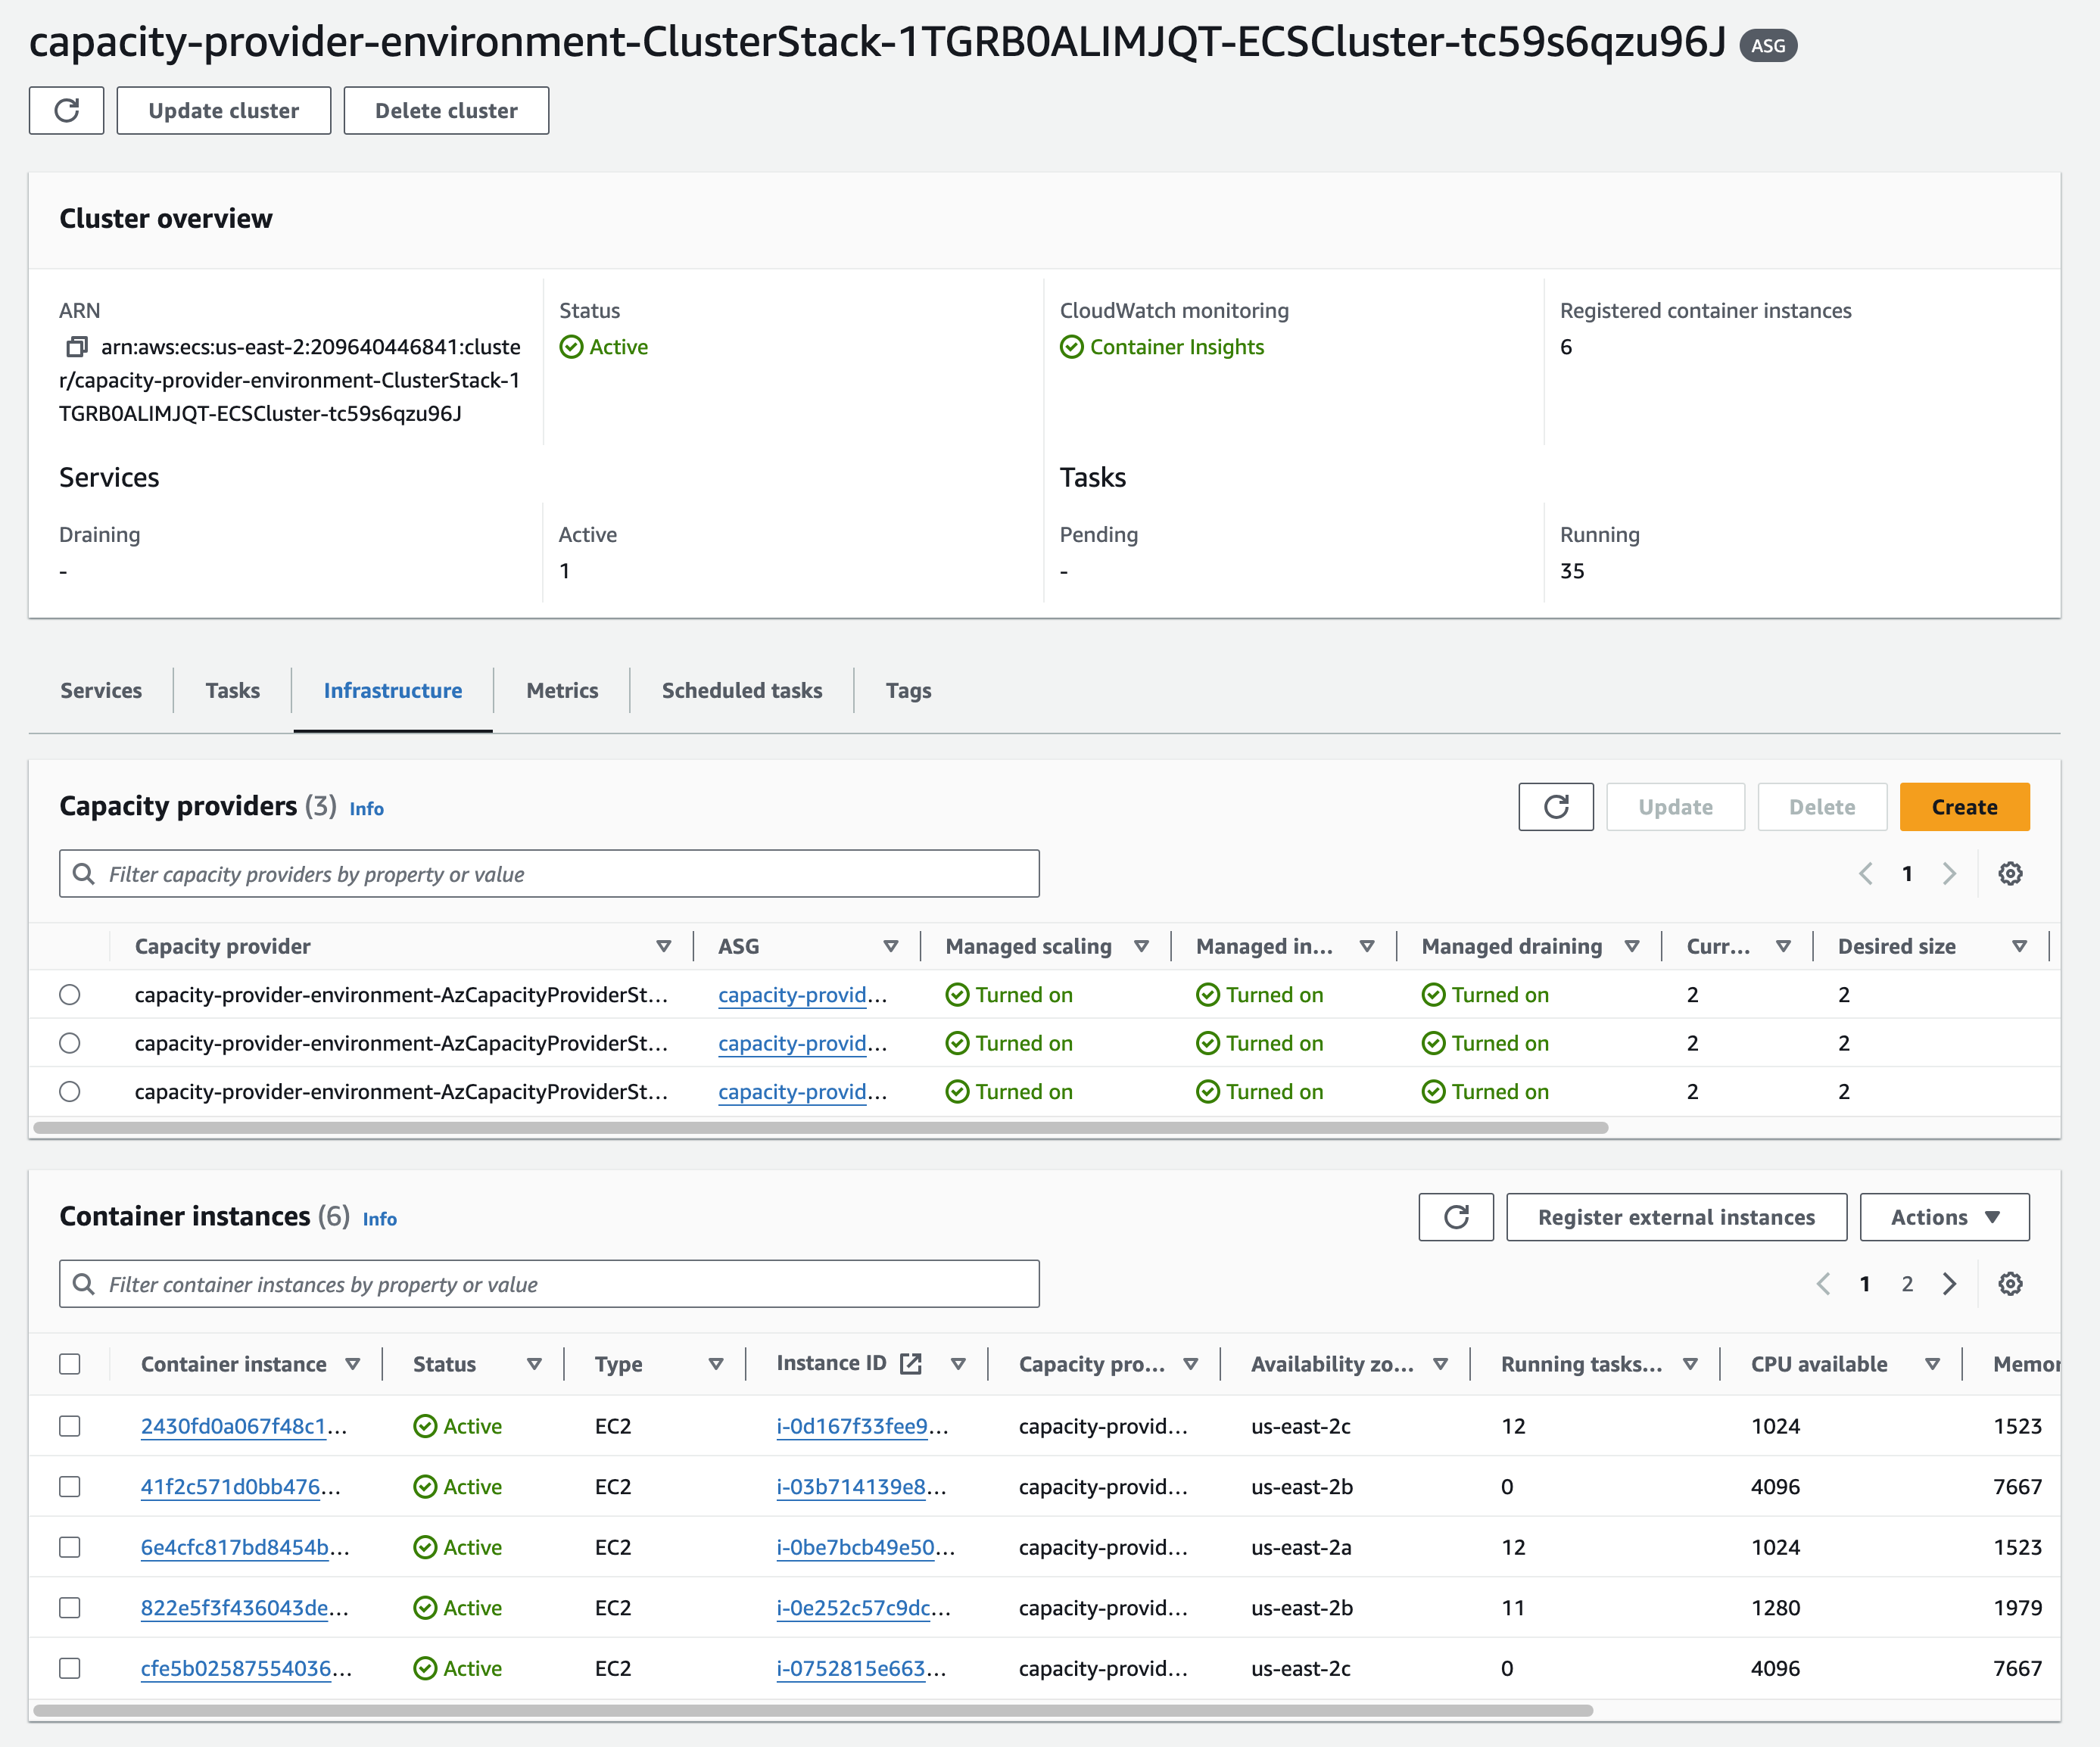 capacity-provider-environment-ClusterStack-1TGRB0ALIMJQT-ECSCluster-tc59s6qzu96J ASG
Update cluster Delete cluster
Cluster overview
ARN
arn:aws:ecs:us-east-2:209640446841:cluste
r/capacity-provider-environment-ClusterStack-1
TGRB0ALIMJQT-ECSCluster-tc59s6qzu96J
Status
Active
CloudWatch monitoring
Container Insights
Registered container instances
6
Services
Draining
-
Active
1
Tasks
Pending
-
Running
35
Services Tasks Infrastructure Metrics Scheduled tasks Tags
Capacity providers (3) Info
Update Delete Create
Filter capacity providers by property or value
1
Capacity provider ASG Managed scaling Managed in... Managed draining Curr... Desired size
capacity-provider-environment-AzCapacityProviderSt... capacity-provid... Turned on Turned on Turned on 2 2
capacity-provider-environment-AzCapacityProviderSt... capacity-provid... Turned on Turned on Turned on 2 2
capacity-provider-environment-AzCapacityProviderSt... capacity-provid... Turned on Turned on Turned on 2 2
Container instances (6) Info
Register external instances Actions
Filter container instances by property or value
1 2
Container instance Status Type Instance ID Capacity pro... Availability zo... Running tasks... CPU available Memor
2430fd0a067f48c1... Active EC2 i-0d167f33fee9... capacity-provid... us-east-2c 12 1024 1523
41f2c571d0bb476... Active EC2 i-03b714139e8... capacity-provid... us-east-2b 0 4096 7667
6e4cfc817bd8454b... Active EC2 i-0be7bcb49e50... capacity-provid... us-east-2a 12 1024 1523
822e5f3f436043de... Active EC2 i-0e252c57c9dc... capacity-provid... us-east-2b 11 1280 1979
cfe5b02587554036... Active EC2 i-0752815e663... capacity-provid... us-east-2c 0 4096 7667